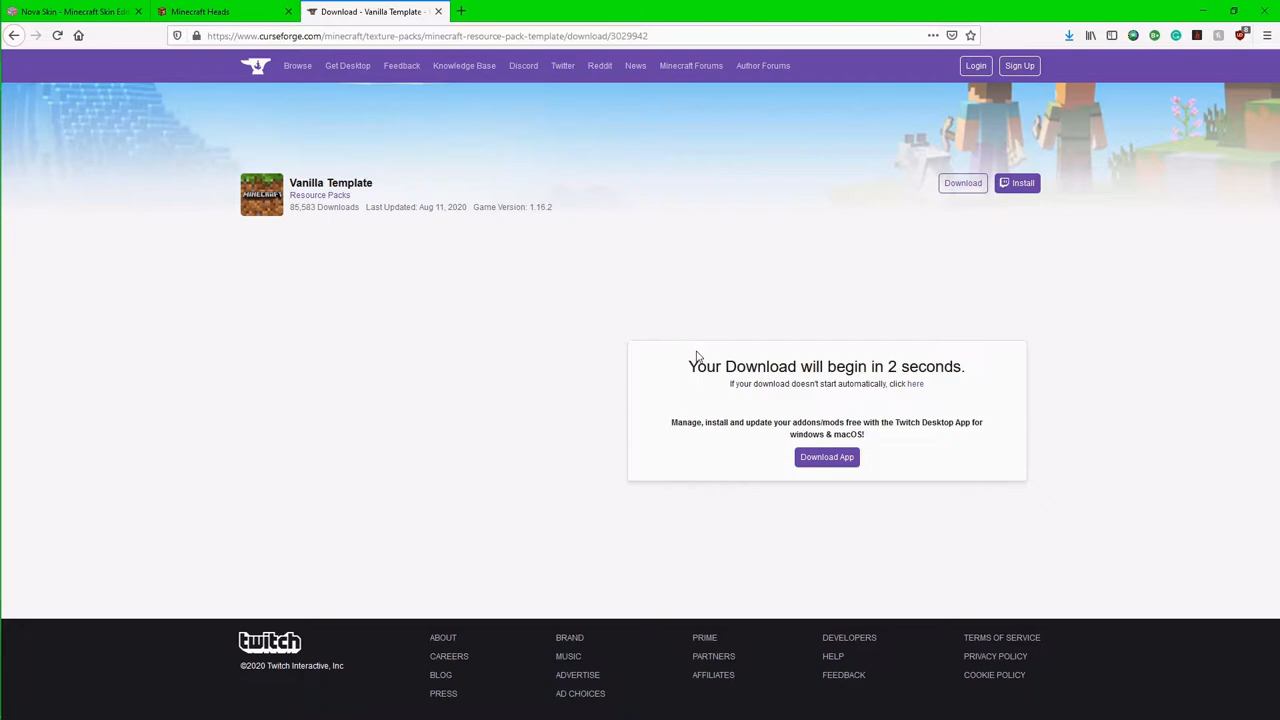 Nova Skin - Minecraft Skin Edi
Minecraft Heads
Download - Vanilla Template -
https://www.curseforge.com/minecraft/texture-packs/minecraft-resource-pack-template/download/3029942
Browse
Get Desktop
Feedback
Knowledge Base
Discord
Twitter
Reddit
News
Minecraft Forums
Author Forums
Login
Sign Up
MINECRAFT
Vanilla Template
Resource Packs
85,583 Downloads Last Updated: Aug 11, 2020 Game Version: 1.16.2
Download
Install
Your Download will begin in 2 seconds.
If your download doesn't start automatically, click here
Manage, install and update your addons/mods free with the Twitch Desktop App for
windows & macOS!
Download App
twitch
©2020 Twitch Interactive, Inc
ABOUT
CAREERS
BLOG
PRESS
BRAND
MUSIC
ADVERTISE
AD CHOICES
PRIME
PARTNERS
AFFILIATES
DEVELOPERS
HELP
FEEDBACK
TERMS OF SERVICE
PRIVACY POLICY
COOKIE POLICY